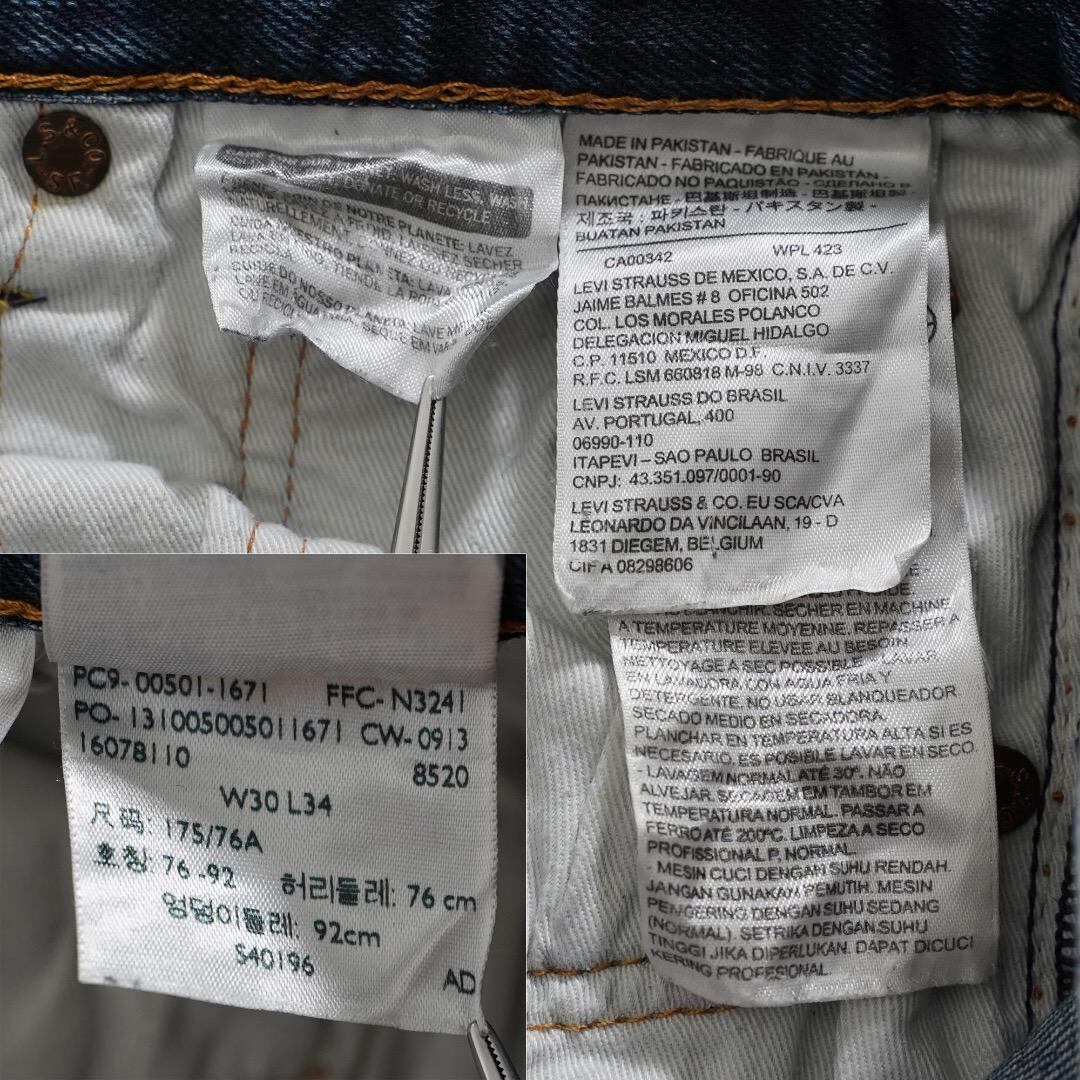 L S & CO
S F
WASH LESS, WAS
DONATE OR RECYCLE.
DE NOTRE PLANETE: LAVEZ
NATURELLEMENT
LAISSEZ SECHER
MADE IN PAKISTAN - FABRIQUE AU
PAKISTAN - FABRICADO EN PAKISTAN -
FABRICADO NO PAQUISTÃO - СДЕЛАНО В
ПАКИСТАНЕ - 巴基斯坦制造 - 巴基斯坦製
제조국 : 파키스탄 - パキスタン製 -
BUATAN PAKISTAN
CA00342 WPL 423
LEVI STRAUSS DE MEXICO, S.A. DE C.V.
JAIME BALMES # 8 OFICINA 502
COL. LOS MORALES POLANCO
DELEGACION MIGUEL HIDALGO
C.P. 11510 MEXICO D.F.
R.F.C. LSM 660818 M-98 C.N.I.V. 3337
LEVI STRAUSS DO BRASIL
AV. PORTUGAL, 400
06990-110
ITAPEVI – SAO PAULO BRASIL
CNPJ: 43.351.097/0001-90
LEVI STRAUSS & CO. EU SCA/CVA
LEONARDO DA VINCILAAN, 19 - D
1831 DIEGEM, BELGIUM
CIF A 08298606
SECHER EN MACHINE
A TEMPERATURE MOYENNE. REPASSER A
TEMPERATURE ELEVEE AU BESOIN
NETTOYAGE A SEC POSSIBLE. - LAVAR
EN LAVADORA CON AGUA FRIA Y
DETERGENTE. NO USAR BLANQUEADOR
SECADO MEDIO EN SECADORA.
PLANCHAR EN TEMPERATURA ALTA SI ES
NECESARIO. ES POSIBLE LAVAR EN SECO.
- LAVAGEM NORMAL ATÉ 30º. NÃO
ALVEJAR. SECAGEM EM TAMBOR EM
TEMPERATURA NORMAL. PASSAR A
FERRO ATÉ 200ºC. LIMPEZA A SECO
PROFISSIONAL P, NORMAL.
- MESIN CUCI DENGAN SUHU RENDAH.
JANGAN GUNAKAN PEMUTIH. MESIN
PENGERING DENGAN SUHU SEDANG
(NORMAL). SETRIKA DENGAN SUHU
TINGGI JIKA DIPERLUKAN. DAPAT DICUCI
KERING PROFESIONAL.
PC9- 00501-1671 FFC- N3241
PO- 131005005011671 CW- 0913
16078110 8520
W30 L34
尺码: 175/76A
호칭: 76 -92 허리둘레: 76 cm
엉덩이둘레: 92cm
S40196
AD